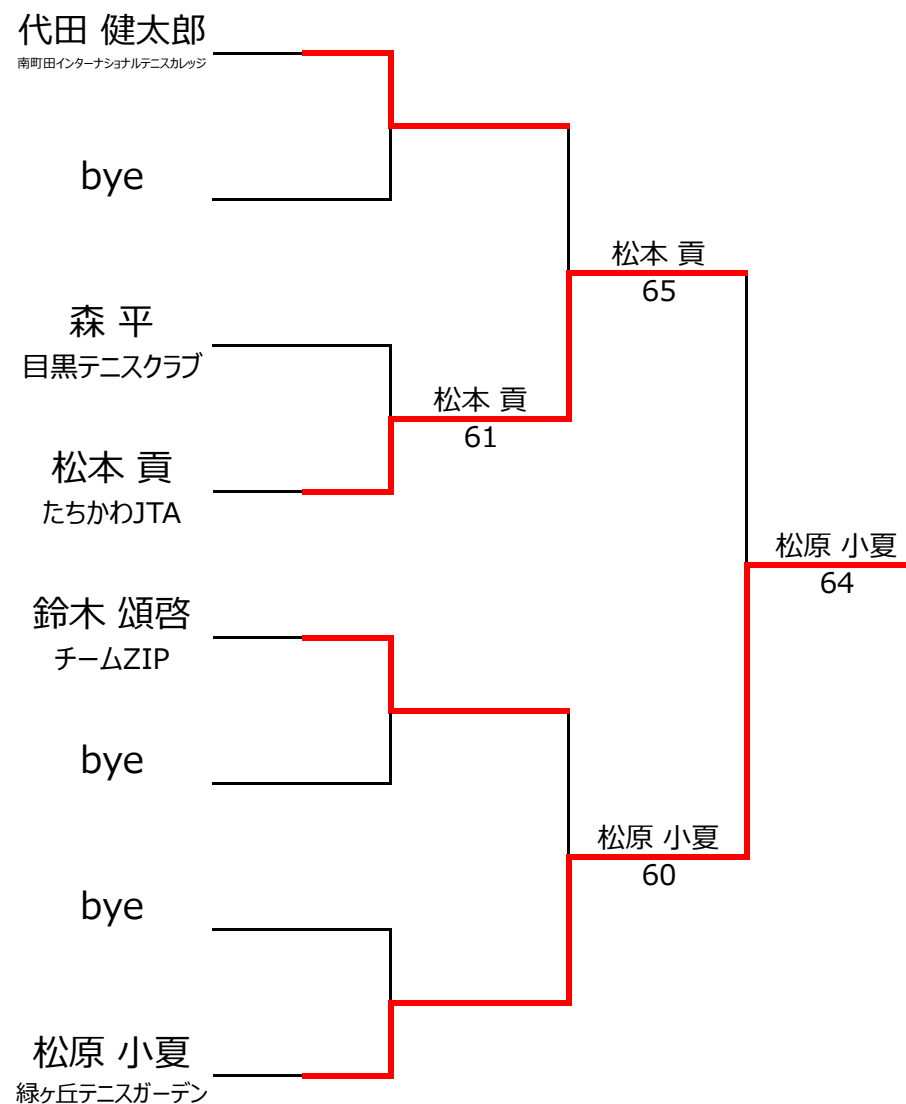 代田 健太郎
南町田インターナショナルテニスカレッジ
bye
森 平
目黒テニスクラブ
松本 貢
たちかわJTA
鈴木 頌啓
チームZIP
bye
bye
松原 小夏
緑ヶ丘テニスガーデン
松本 貢
61
松本 貢
65
松原 小夏
60
松原 小夏
64